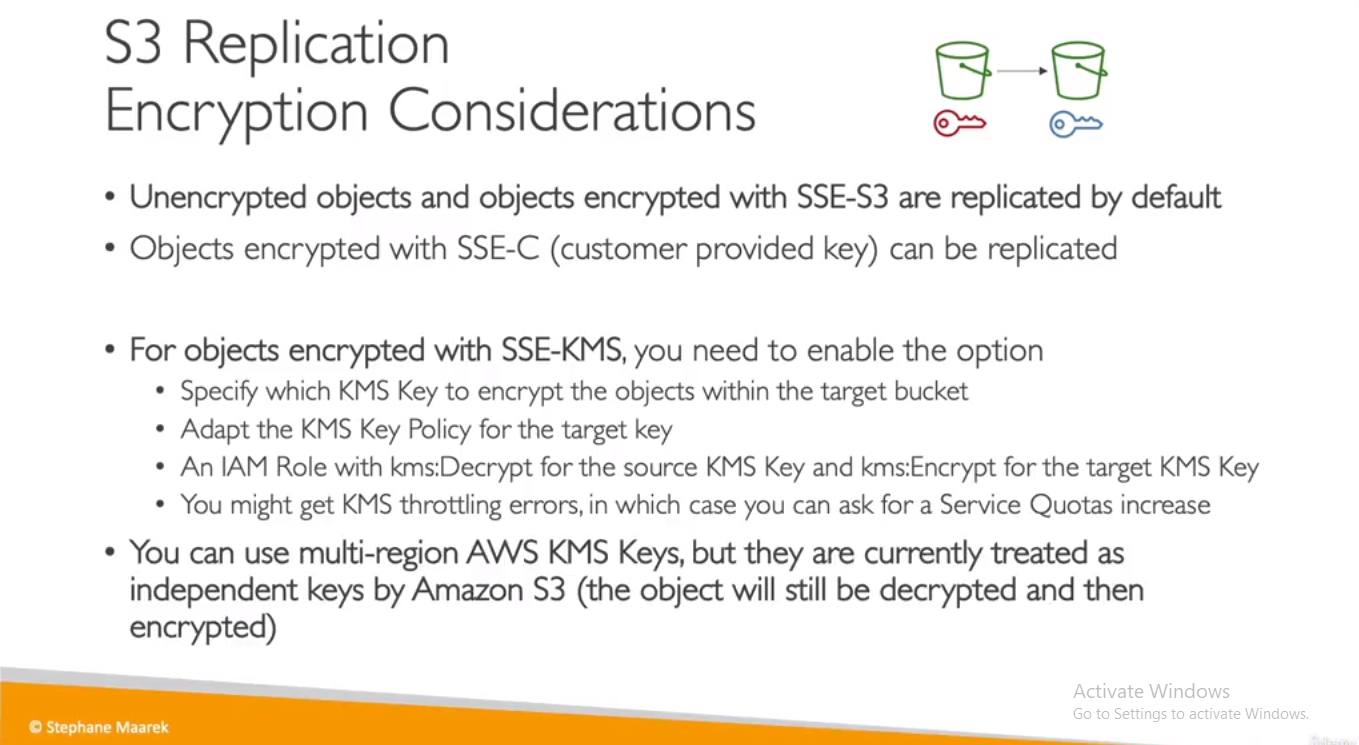 S3 Replication
Encryption Considerations
• Unencrypted objects and objects encrypted with SSE-S3 are replicated by default
• Objects encrypted with SSE-C (customer provided key) can be replicated
• For objects encrypted with SSE-KMS, you need to enable the option
• Specify which KMS Key to encrypt the objects within the target bucket
• Adapt the KMS Key Policy for the target key
• An IAM Role with kms:Decrypt for the source KMS Key and kms:Encrypt for the target KMS Key
• You might get KMS throttling errors, in which case you can ask for a Service Quotas increase
• You can use multi-region AWS KMS Keys, but they are currently treated as
independent keys by Amazon S3 (the object will still be decrypted and then
encrypted)
Activate Windows
Go to Settings to activate Windows.
© Stephane Maarek